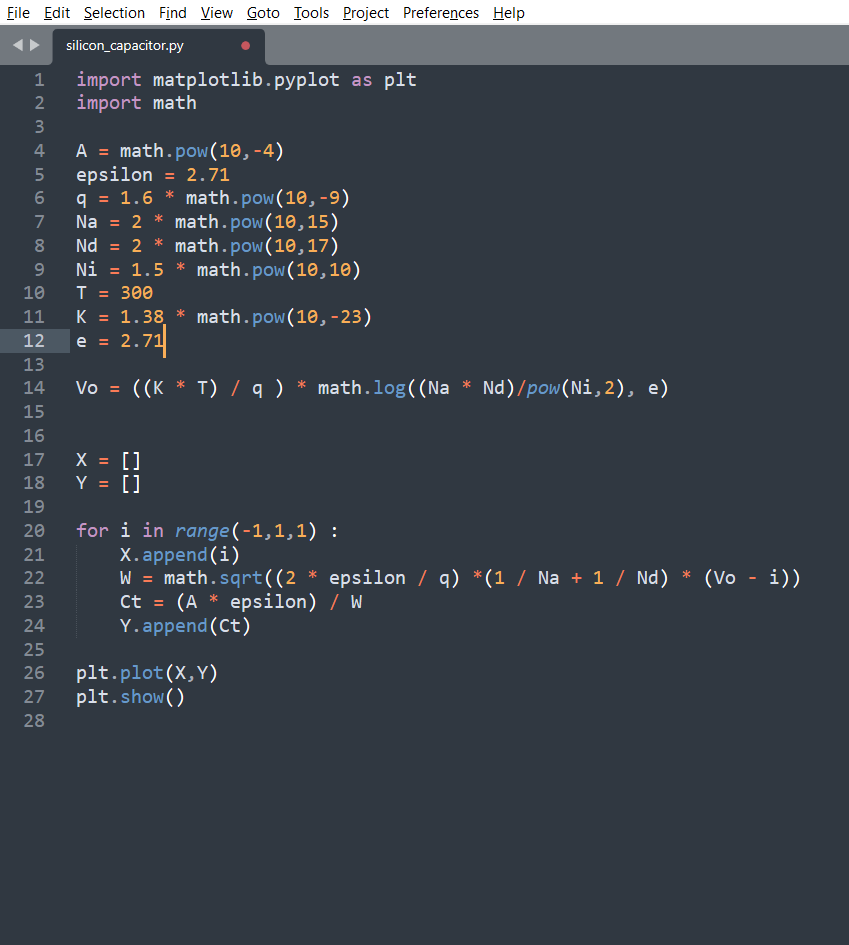 File Edit Selection Find View Goto Tools Project Preferences Help
silicon_capacitor.py
1 import matplotlib.pyplot as plt
2 import math
3
4 A = math.pow(10,-4)
5 epsilon = 2.71
6 q = 1.6 * math.pow(10,-9)
7 Na = 2 * math.pow(10,15)
8 Nd = 2 * math.pow(10,17)
9 Ni = 1.5 * math.pow(10,10)
10 T = 300
11 K = 1.38 * math.pow(10,-23)
12 e = 2.71
13
14 Vo = ((K * T) / q ) * math.log((Na * Nd)/pow(Ni,2), e)
15
16
17 X = []
18 Y = []
19
20 for i in range(-1,1,1) :
21     X.append(i)
22     W = math.sqrt((2 * epsilon / q) *(1 / Na + 1 / Nd) * (Vo - i))
23     Ct = (A * epsilon) / W
24     Y.append(Ct)
25
26 plt.plot(X,Y)
27 plt.show()
28